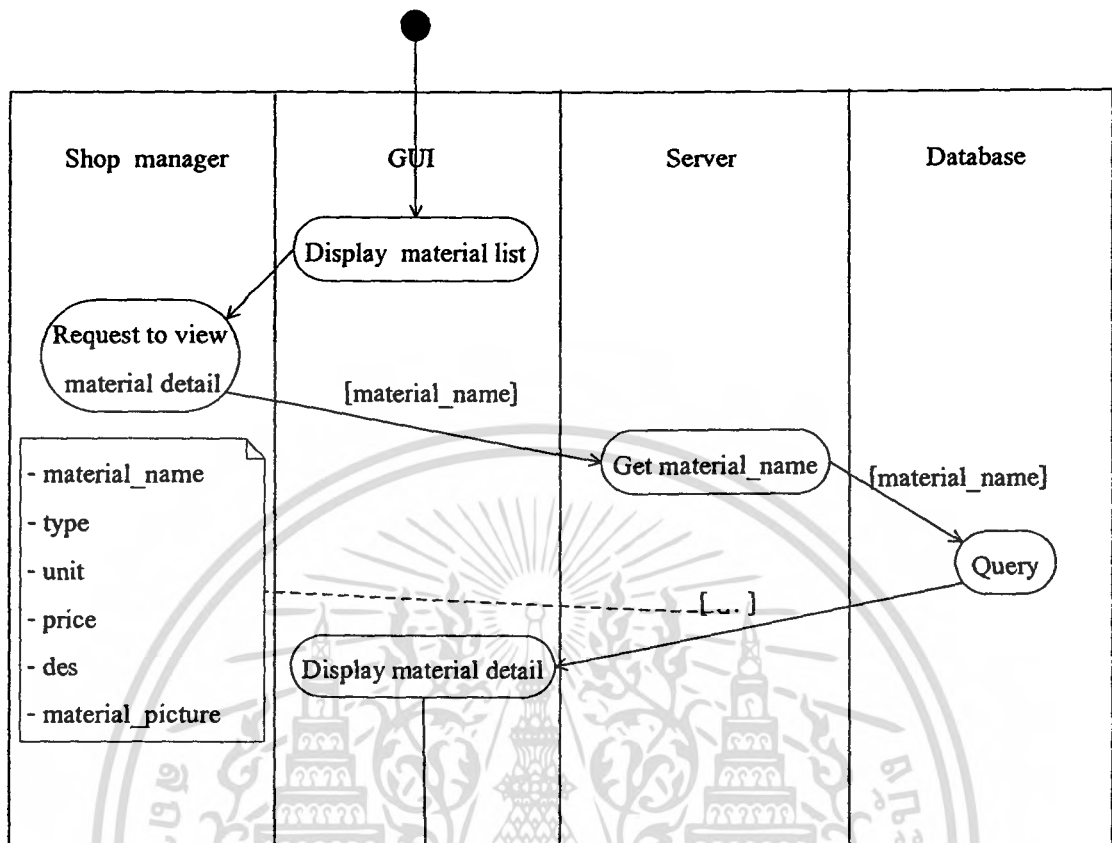 Shop manager
GUI
Server
Database
Display material list
Request to view
material detail
[material_name]
Get material_name
[material_name]
Query
- material_name
- type
- unit
- price
- des
- material_picture
[...]
Display material detail